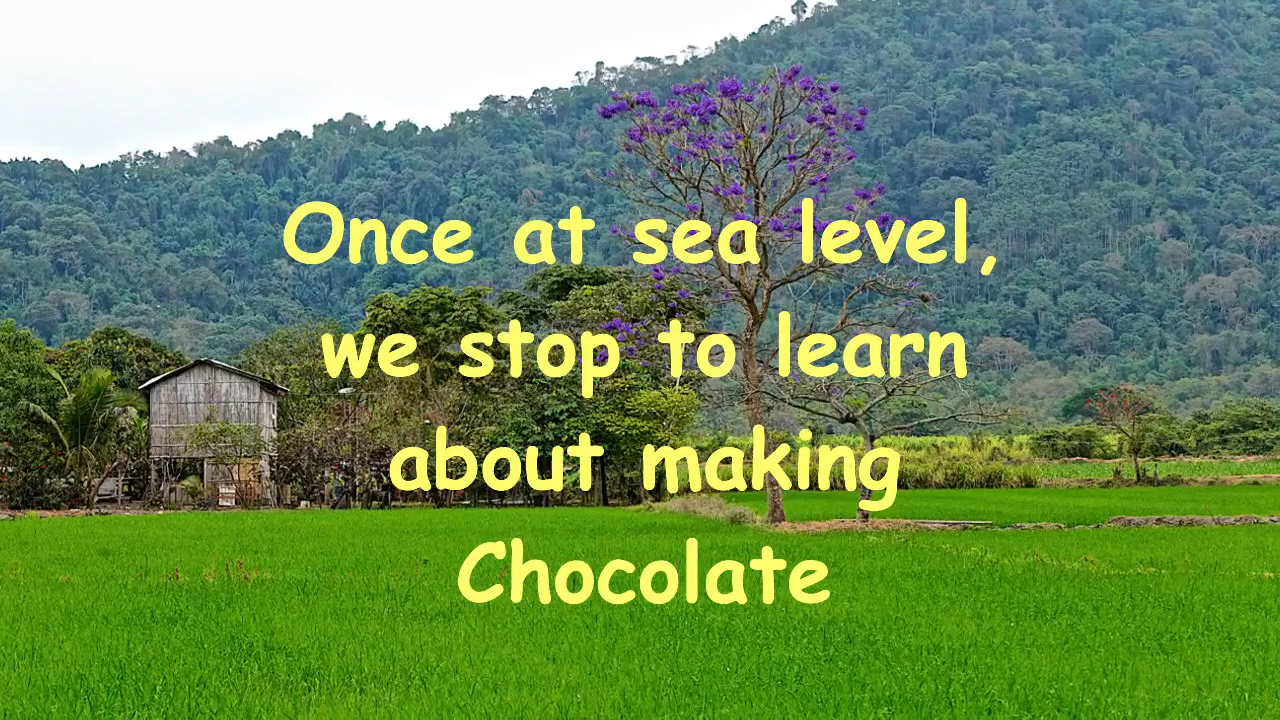 Once at sea level,
we stop to learn
about making
Chocolate